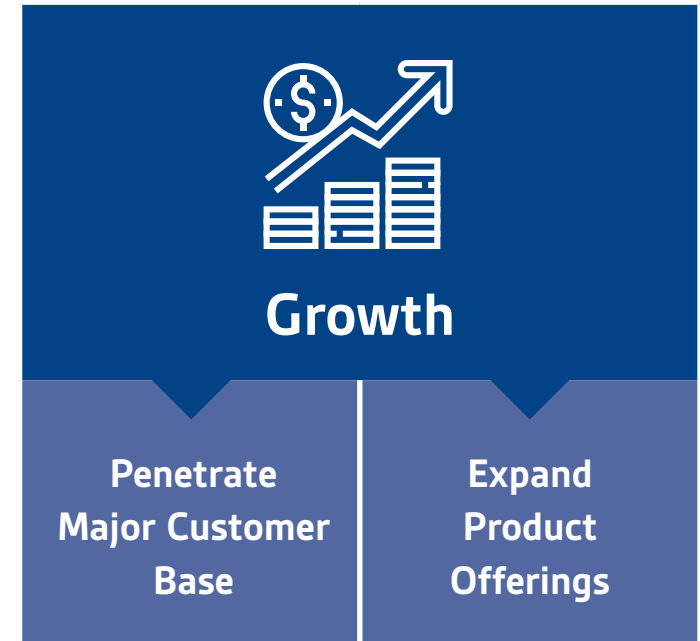 $
Growth
Penetrate
Major Customer
Base
Expand
Product
Offerings